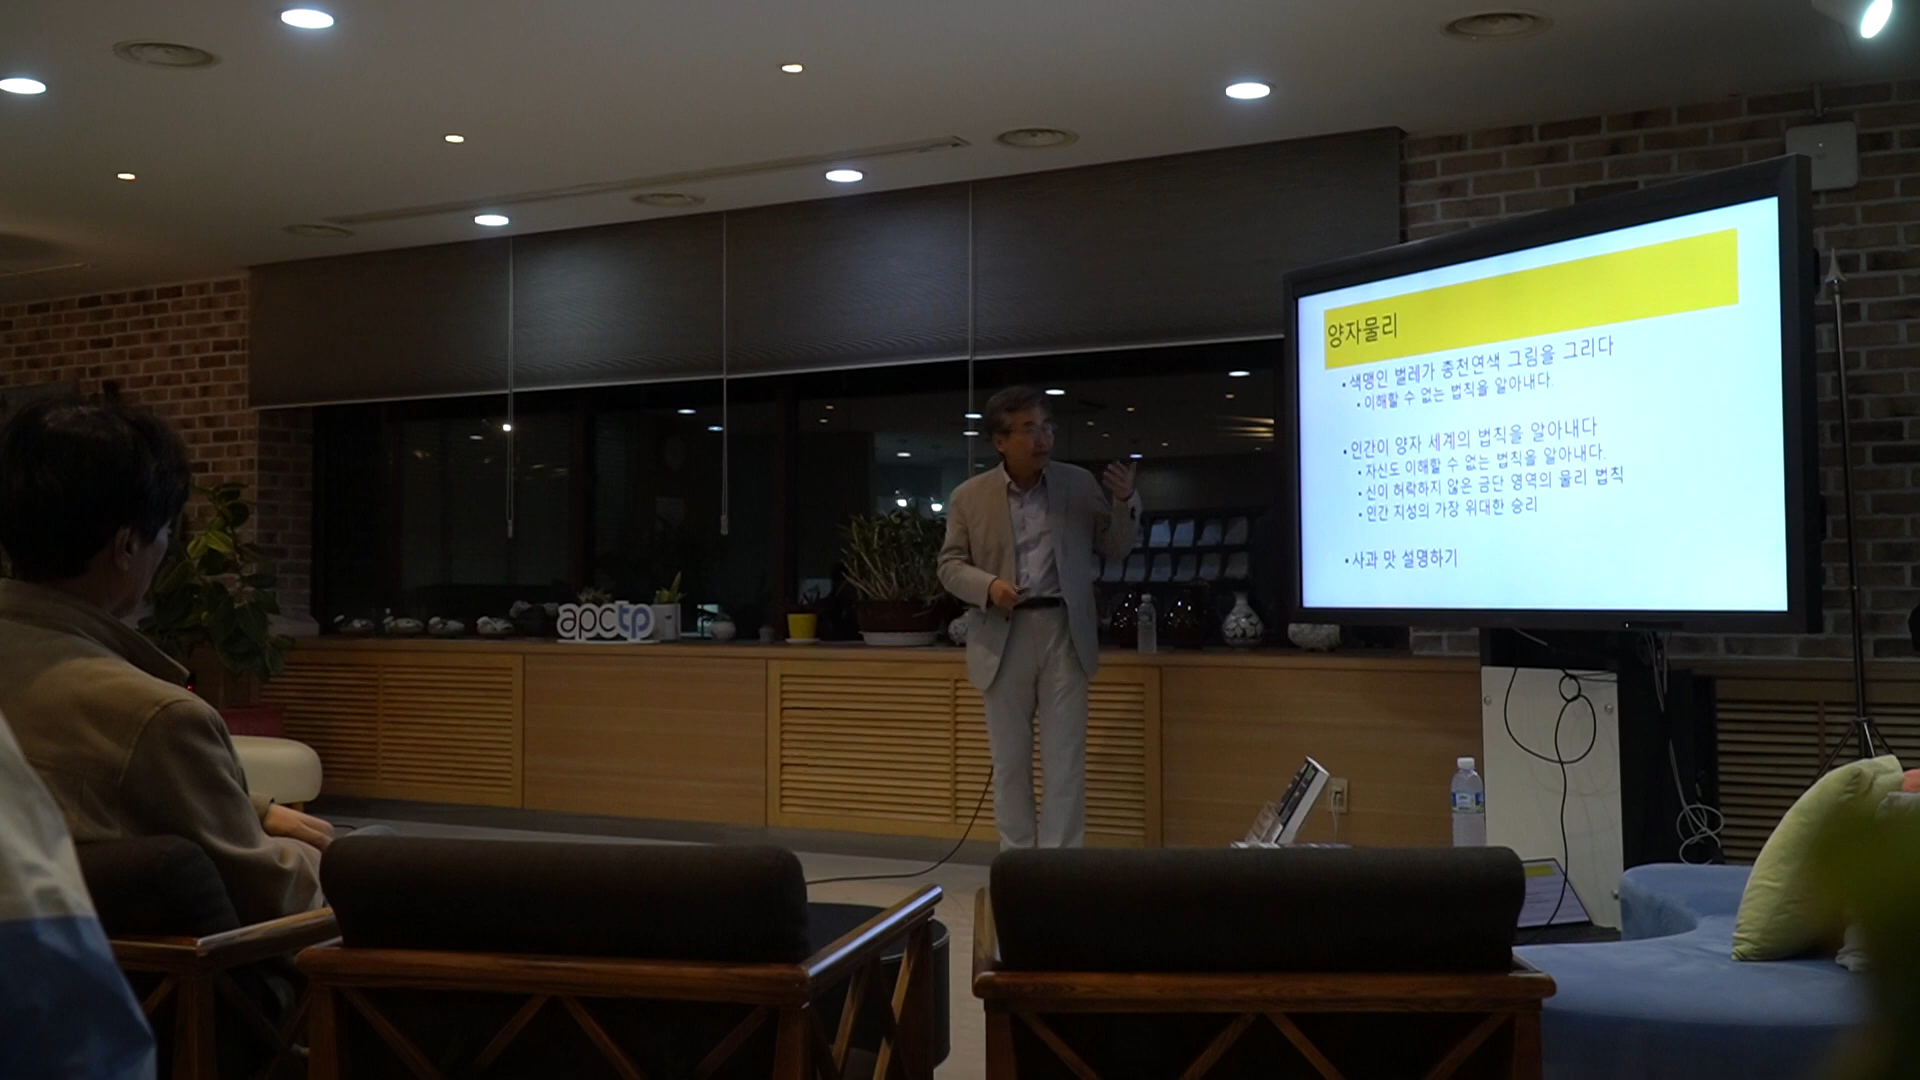 양자물리
•색맹인 벌레가 총천연색 그림을 그리다
•이해할 수 없는 법칙을 알아내다.
•인간이 양자 세계의 법칙을 알아내다
•자신도 이해할 수 없는 법칙을 알아내다.
•신이 허락하지 않은 금단 영역의 물리 법칙
•인간 지성의 가장 위대한 승리
•사과 맛 설명하기
apctp